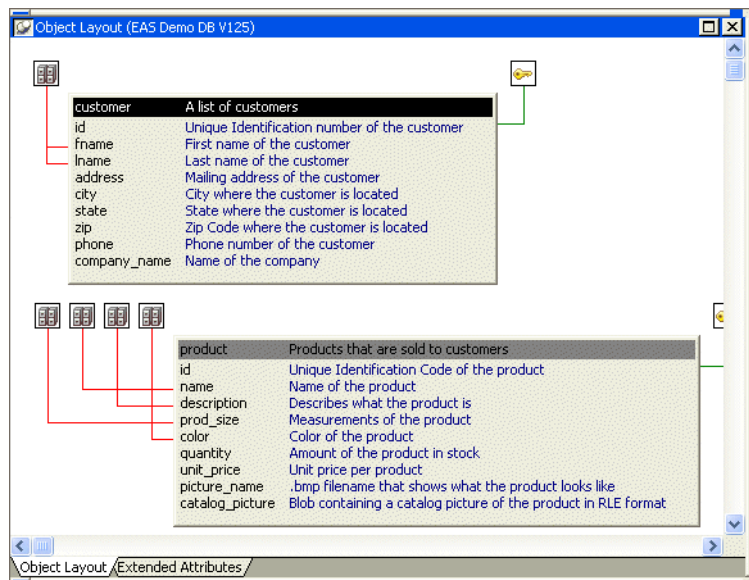 Object Layout (EAS Demo DB V125)
customer A list of customers
id Unique Identification number of the customer
fname First name of the customer
lname Last name of the customer
address Mailing address of the customer
city City where the customer is located
state State where the customer is located
zip Zip Code where the customer is located
phone Phone number of the customer
company_name Name of the company
product Products that are sold to customers
id Unique Identification Code of the product
name Name of the product
description Describes what the product is
prod_size Measurements of the product
color Color of the product
quantity Amount of the product in stock
unit_price Unit price per product
picture_name .bmp filename that shows what the product looks like
catalog_picture Blob containing a catalog picture of the product in RLE format
Object Layout Extended Attributes